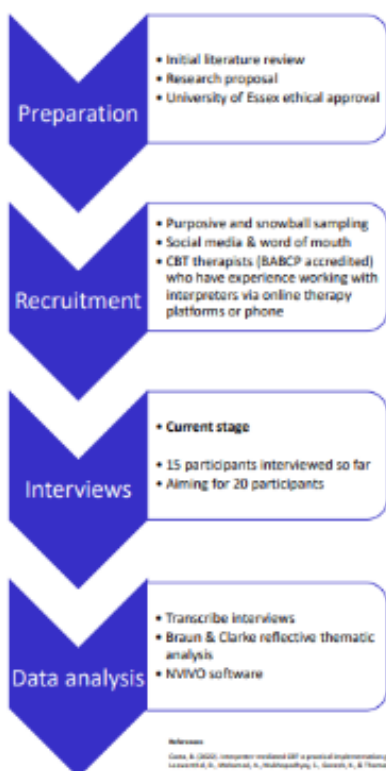 Preparation
• Initial literature review
• Research proposal
• University of Essex ethical approval
Recruitment
• Purposive and snowball sampling
• Social media & word of mouth
• CBT therapists (BABCP accredited)
who have experience working with
interpreters via online therapy
platforms or phone
Interviews
• Current stage
• 15 participants interviewed so far
• Aiming for 20 participants
Data analysis
• Transcribe interviews
• Braun & Clarke reflective thematic
analysis
• NVIVO software
References